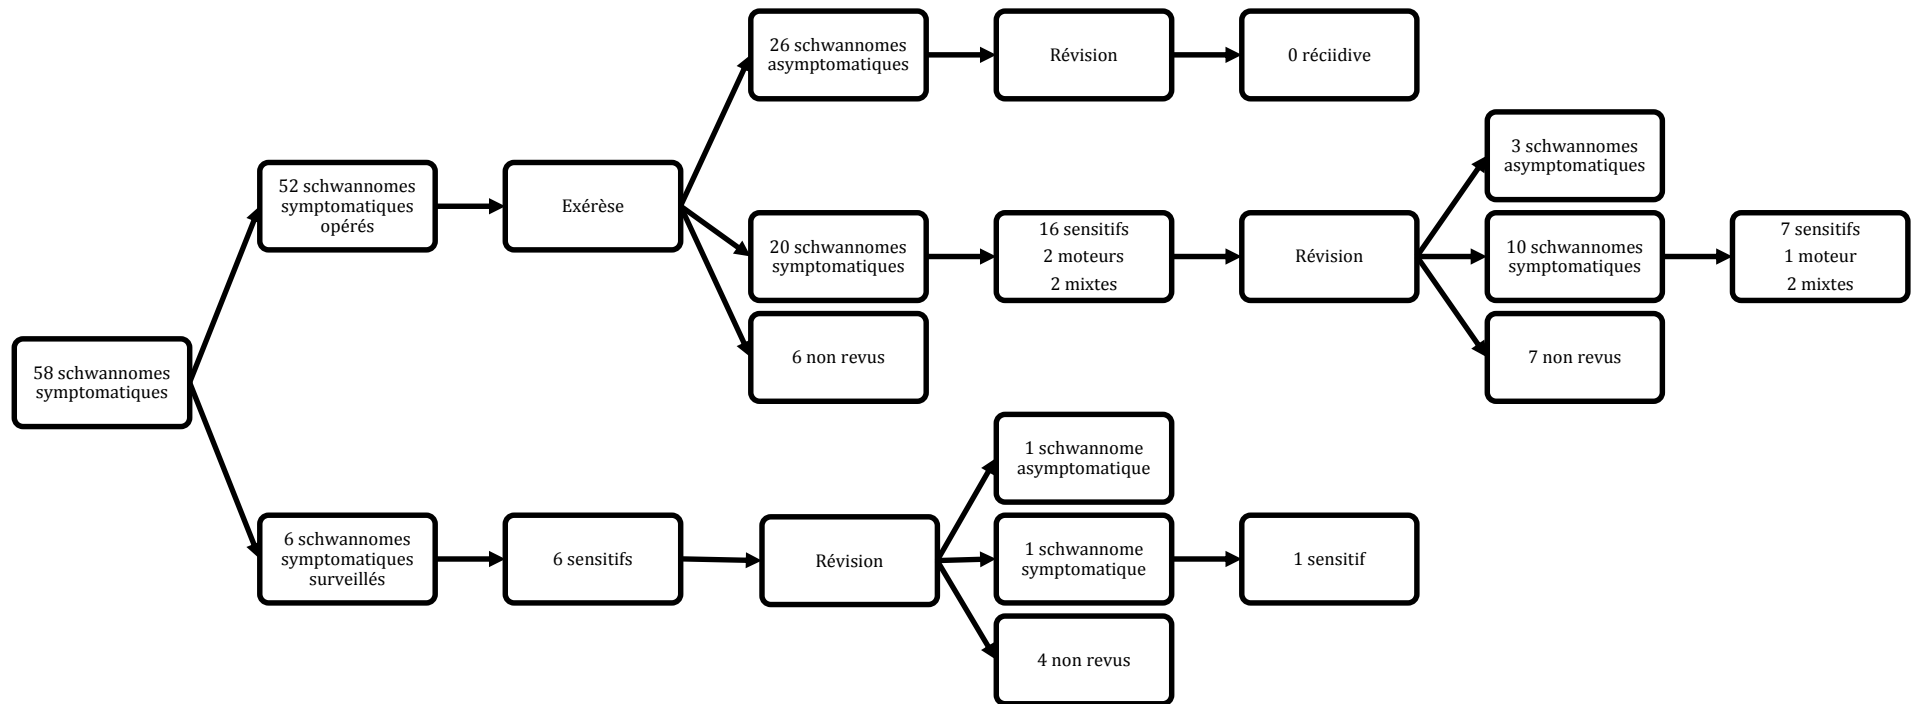 26 schwannomes
asymptomatiques
Révision
0 réciidive
3 schwannomes
asymptomatiques
52 schwannomes
symptomatiques
opérés
Exérèse
20 schwannomes
symptomatiques
16 sensitifs
2 moteurs
2 mixtes
Révision
10 schwannomes
symptomatiques
7 sensitifs
1 moteur
2 mixtes
6 non revus
7 non revus
58 schwannomes
symptomatiques
1 schwannome
asymptomatique
6 schwannomes
symptomatiques
surveillés
6 sensitifs
Révision
1 schwannome
symptomatique
1 sensitif
4 non revus